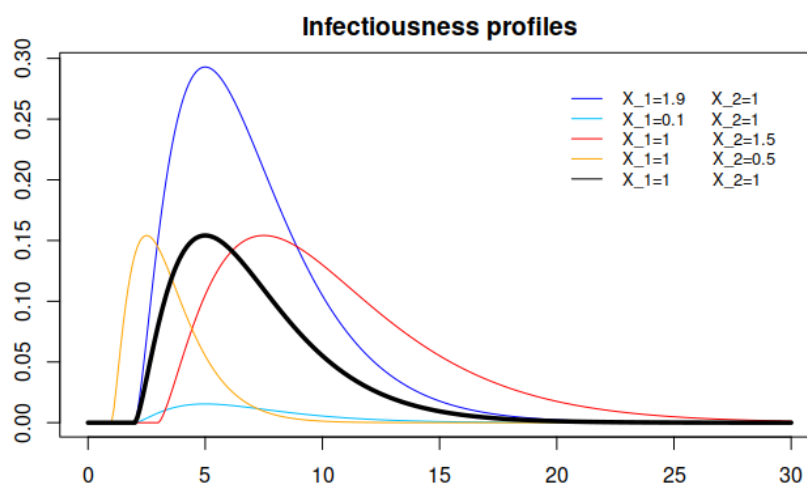 Infectiousness profiles
0.30
0.25
0.20
0.15
0.10
0.05
0.00
X_1=1.9 X_2=1
X_1=0.1 X_2=1
X_1=1 X_2=1.5
X_1=1 X_2=0.5
X_1=1 X_2=1
0 5 10 15 20 25 30